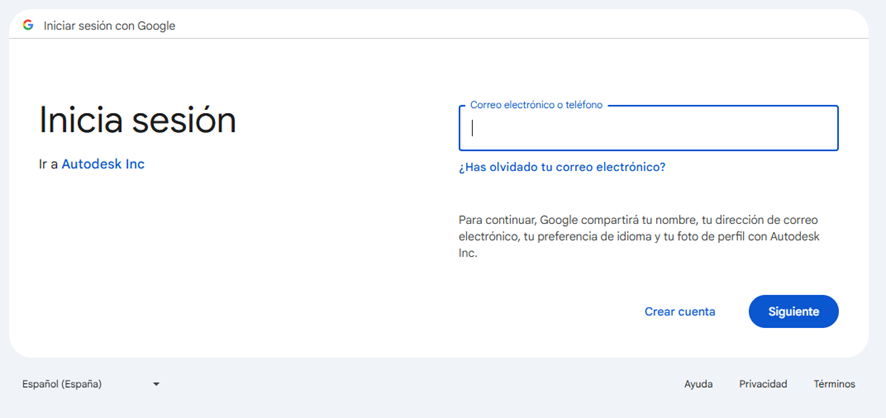 Iniciar sesión con Google
Inicia sesión
Ir a Autodesk Inc
Correo electrónico o teléfono
¿Has olvidado tu correo electrónico?
Para continuar, Google compartirá tu nombre, tu dirección de correo
electrónico, tu preferencia de idioma y tu foto de perfil con Autodesk
Inc.
Crear cuenta
Siguiente
Español (España)
Ayuda
Privacidad
Términos